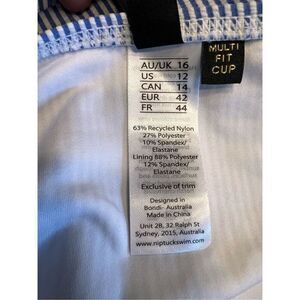 MULTI
FIT
CUP
AU/UK 16
US 12
CAN 14
EUR 42
FR 44
63% Recycled Nylon
27% Polyester
10% Spandex/
Elastane
Lining 88% Polyester
12% Spandex/
Elastane
Exclusive of trim
Designed in
Bondi- Australia
Made in China
Unit 2B, 32 Ralph St
Sydney, 2015, Australia
www.niptuckswim.com